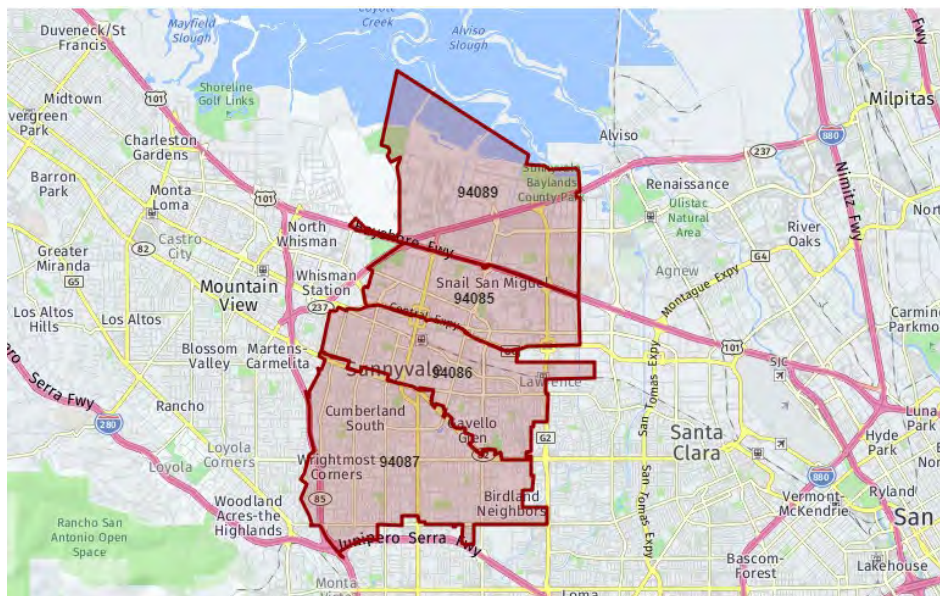 Mayfield
Slough
Coyote
Creek
Alviso
Slough
Duveneck/St
Francis
Fwy
Shoreline
Golf Links
Midtown
101
vergreen
Park
Milpitas
Charleston
Gardens
Alviso
880
237
Barron
Park
94089
Baylands
County Park
Renaissance
Monta
Loma
101
Ulistac
Natural
Area
Nimitz Fwy
North
Whisman
Bayshore Fwy
River
Oaks
Nort
82
Castro
City
Greater
Miranda
G5
Whisman
Station
Snail San Miguel
Agnew
G4
Montague Expy
Mountain
View
94085
237
Central Expy
Los Altos
Hills
Los Altos
Carmine
Parkmo
101
Blossom
Valley
Martens-
Carmelita
SJC
Sunnyvale
94086
Lawrence
San Tomas Expy
Serra Fwy
280
Rancho
Cumberland
South
Gavello
Glen
G2
Santa
Clara
Luna
Park
Hyde
Park
Loyola
Corners
Loyola
Wrightmost
Corners
94087
880
85
Birdland
Neighbors
San Tomas Expy
Woodland
Acres-the
Highlands
Vermont-
McKendrie
Ryland
Rancho San
Antonio Open
Space
San
Junipero Serra Fwy
Bascom-
Forest
Lakehouse
Monta
Loma